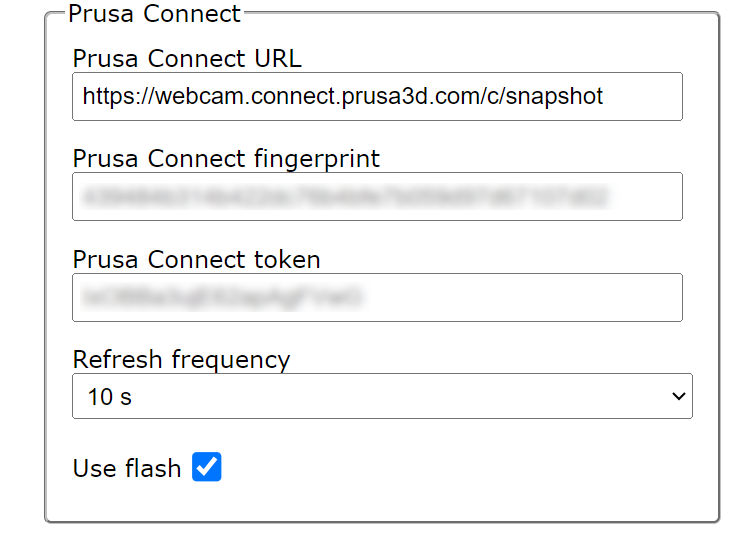 Prusa Connect
Prusa Connect URL
https://webcam.connect.prusa3d.com/c/snapshot
Prusa Connect fingerprint
Prusa Connect token
Refresh frequency
10 s
Use flash